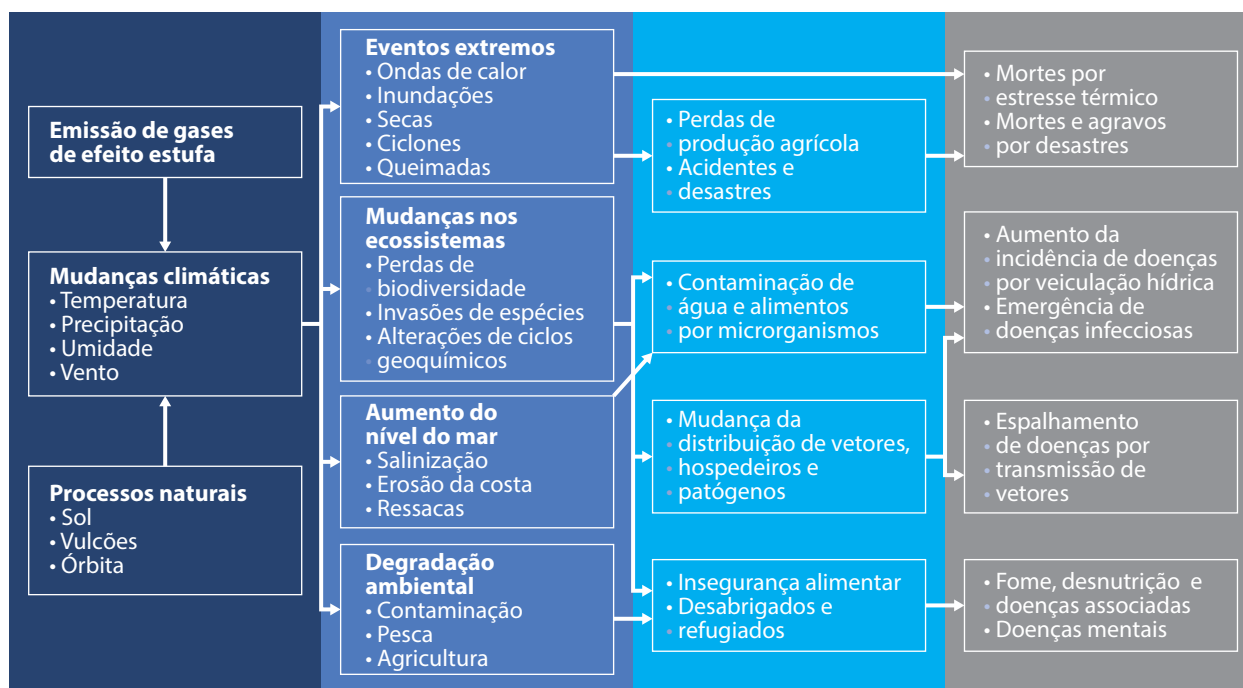 Emissão de gases
de efeito estufa
Mudanças climáticas
• Temperatura
• Precipitação
• Umidade
• Vento
Processos naturais
• Sol
• Vulcões
• Órbita
Eventos extremos
• Ondas de calor
• Inundações
• Secas
• Ciclones
• Queimadas
Mudanças nos
ecossistemas
• Perdas de
• biodiversidade
• Invasões de espécies
• Alterações de ciclos
• geoquímicos
Aumento do
nível do mar
• Salinização
• Erosão da costa
• Ressacas
Degradação
ambiental
• Contaminação
• Pesca
• Agricultura
• Perdas de
• produção agrícola
• Acidentes e
• desastres
• Contaminação de
• água e alimentos
• por microrganismos
• Mudança da
• distribuição de vetores,
• hospedeiros e
• patógenos
• Insegurança alimentar
• Desabrigados e
• refugiados
• Mortes por
• estresse térmico
• Mortes e agravos
• por desastres
• Aumento da
• incidência de doenças
• por veiculação hídrica
• Emergência de
• doenças infecciosas
• Espalhamento
• de doenças por
• transmissão de
• vetores
• Fome, desnutrição e
• doenças associadas
• Doenças mentais